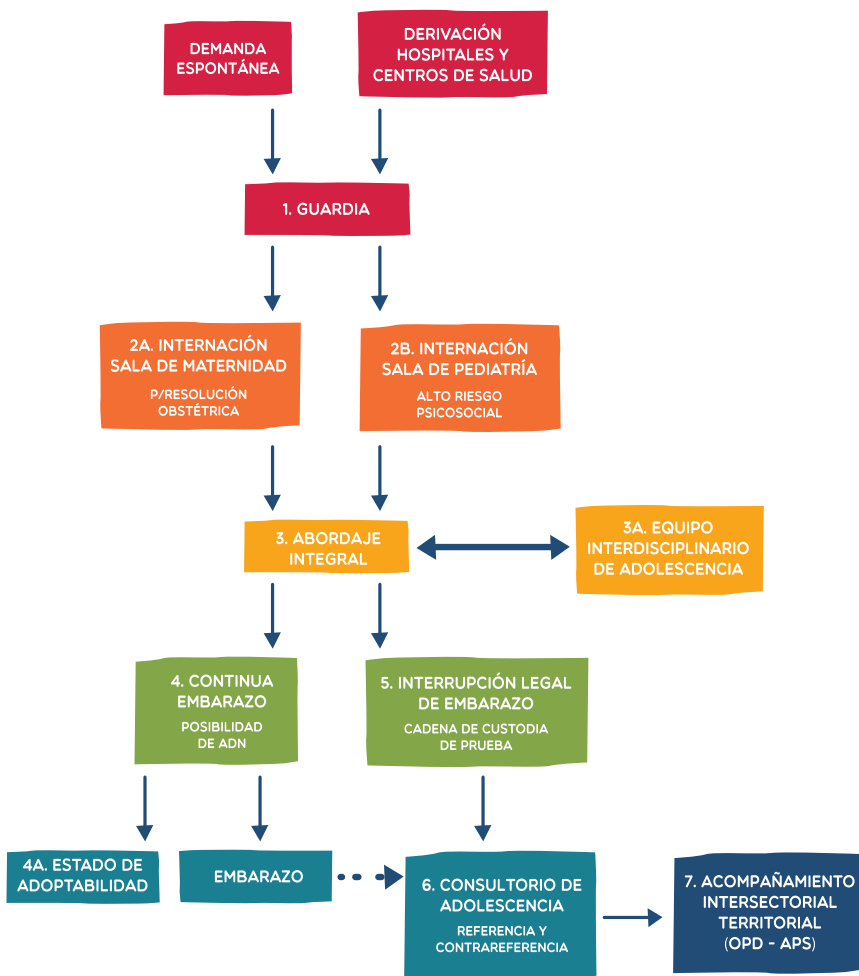 DEMANDA
ESPONTÁNEA
DERIVACIÓN
HOSPITALES Y
CENTROS DE SALUD
1. GUARDIA
2A. INTERNACIÓN
SALA DE MATERNIDAD
P/RESOLUCIÓN
OBSTÉTRICA
2B. INTERNACIÓN
SALA DE PEDIATRÍA
ALTO RIESGO
PSICOSOCIAL
3. ABORDAJE
INTEGRAL
3A. EQUIPO
INTERDISCIPLINARIO
DE ADOLESCENCIA
4. CONTINUA
EMBARAZO
POSIBILIDAD
DE ADN
5. INTERRUPCIÓN LEGAL
DE EMBARAZO
CADENA DE CUSTODIA
DE PRUEBA
4A. ESTADO DE
ADOPTABILIDAD
EMBARAZO
6. CONSULTORIO DE
ADOLESCENCIA
REFERENCIA Y
CONTRAREFERENCIA
7. ACOMPAÑAMIENTO
INTERSECTORIAL
TERRITORIAL
(OPD - APS)